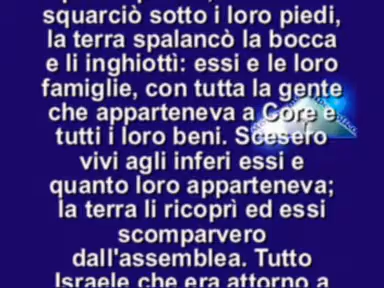 squarciò sotto i loro piedi,
la terra spalancò la bocca
e li inghiottì: essi e le loro
famiglie, con tutta la gente
che apparteneva a Core e
tutti i loro beni. Scesero
vivi agli inferi essi e
quanto loro apparteneva;
la terra li ricoprì ed essi
scomparvero
dall'assemblea. Tutto
Israele che era attorno a